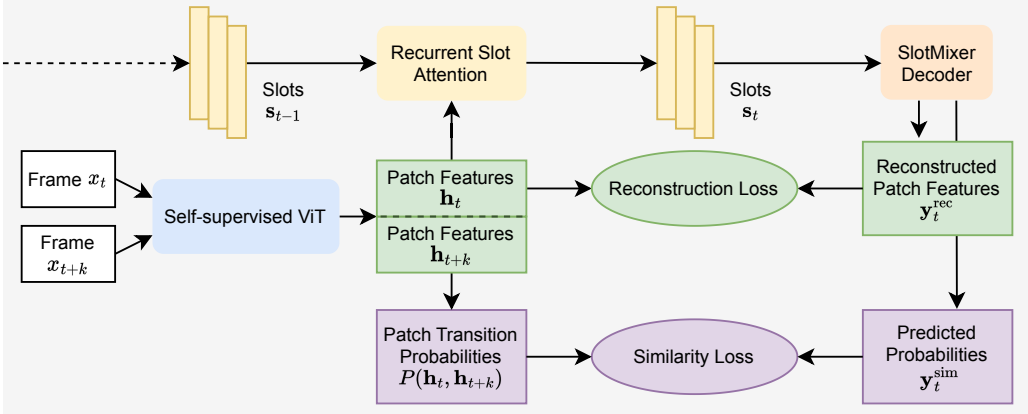 Recurrent Slot
Attention
SlotMixer
Decoder
Slots
s_{t−1}
Slots
s_t
Frame x_t
Frame
x_{t+k}
Self-supervised ViT
Patch Features
h_t
Patch Features
h_{t+k}
Reconstruction Loss
Reconstructed
Patch Features
y_t^{rec}
Patch Transition
Probabilities
P(h_t, h_{t+k})
Similarity Loss
Predicted
Probabilities
y_t^{sim}